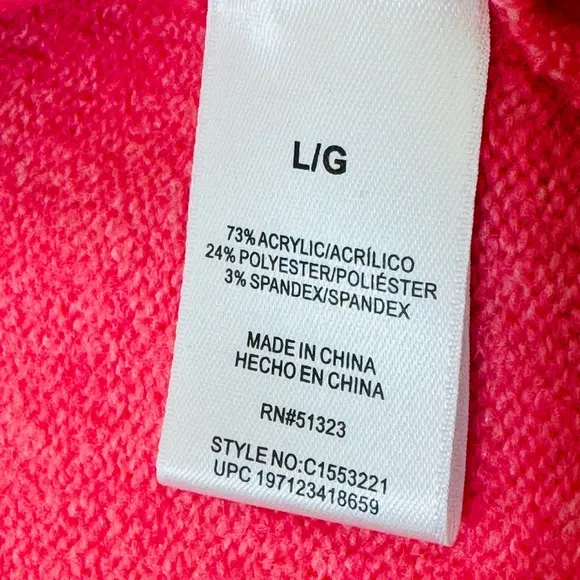 L/G
73% ACRYLIC/ACRÍLICO
24% POLYESTER/POLIÉSTER
3% SPANDEX/SPANDEX
MADE IN CHINA
HECHO EN CHINA
RN#51323
STYLE NO:C1553221
UPC 197123418659